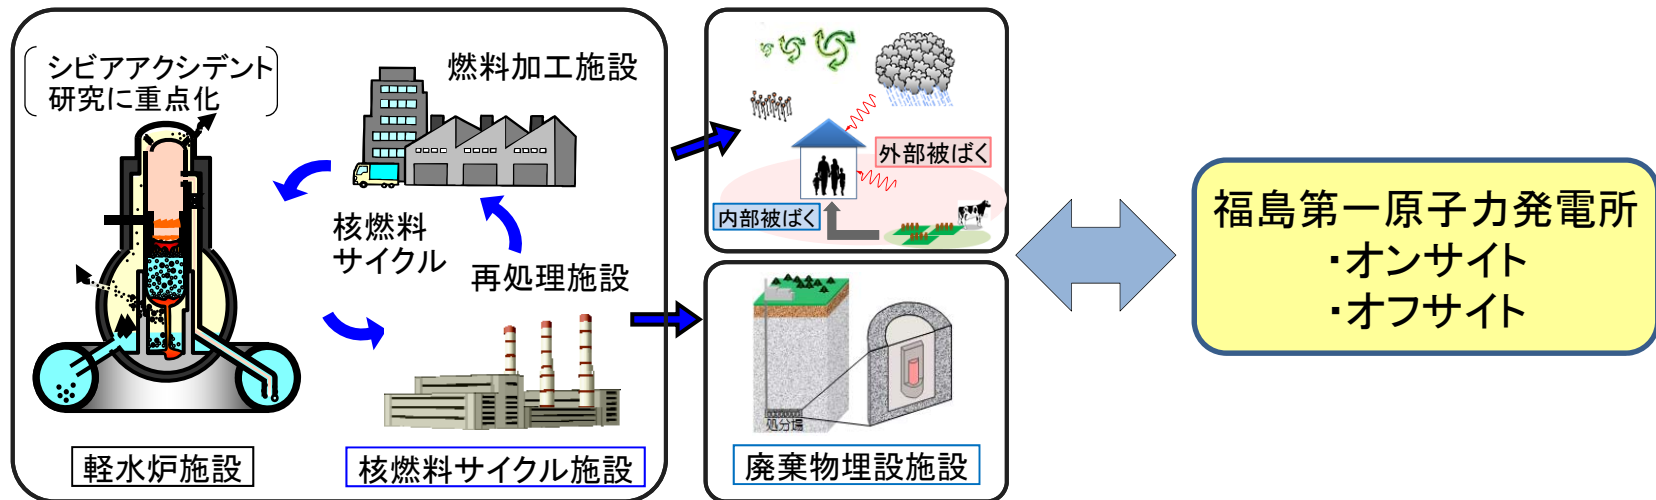 シビアアクシデント
研究に重点化
燃料加工施設
核燃料
サイクル
再処理施設
軽水炉施設
核燃料サイクル施設
外部被ばく
内部被ばく
処分場
廃棄物埋設施設
福島第一原子力発電所
・オンサイト
・オフサイト